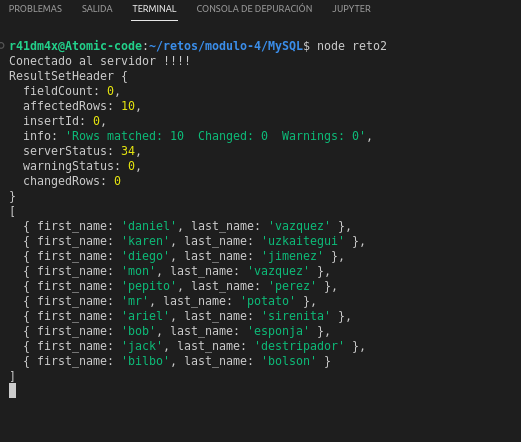 PROBLEMAS SALIDA TERMINAL CONSOLA DE DEPURACIÓN JUPYTER
r41dm4x@Atomic-code:~/retos/modulo-4/MySQL$ node reto2
Conectado al servidor !!!!
ResultSetHeader {
  fieldCount: 0,
  affectedRows: 10,
  insertId: 0,
  info: 'Rows matched: 10  Changed: 0  Warnings: 0',
  serverStatus: 34,
  warningStatus: 0,
  changedRows: 0
}
[
  { first_name: 'daniel', last_name: 'vazquez' },
  { first_name: 'karen', last_name: 'uzkaitegui' },
  { first_name: 'diego', last_name: 'jimenez' },
  { first_name: 'mon', last_name: 'vazquez' },
  { first_name: 'pepito', last_name: 'perez' },
  { first_name: 'mr', last_name: 'potato' },
  { first_name: 'ariel', last_name: 'sirenita' },
  { first_name: 'bob', last_name: 'esponja' },
  { first_name: 'jack', last_name: 'destripador' },
  { first_name: 'bilbo', last_name: 'bolson' }
]